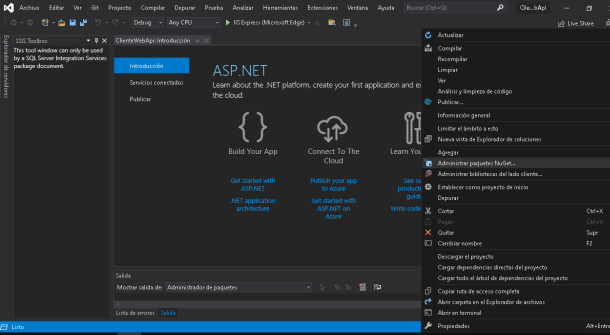 Archivo Editar Ver Git Proyecto Compilar Depurar Prueba Analizar Herramientas Extensiones Ventana Ayuda Buscar (Ctrl+Q) Clie...bApi
Debug Any CPU IIS Express (Microsoft Edge) Live Share
Explorador de servidores
SSIS Toolbox
This tool window can only be
used by a SQL Server Integration Services
package document.
ClienteWebApi: Introducción
Introducción
Servicios conectados
Publicar
ASP.NET
Learn about the .NET platform, create your first application and
the cloud.
Build Your App
Get started with
ASP.NET
.NET application
architecture
Connect To The
Cloud
Publish your app
to Azure
Get started with
ASP.NET on
Azure
Learn You
See
produc
guid
Write code
Salida
Mostrar salida de: Administrador de paquetes
Lista de errores Salida
Listo
Actualizar
Compilar
Recompilar
Limpiar
Ver
Análisis y limpieza de código
Publicar...
Información general
Limitar el ámbito a esto
Nueva vista de Explorador de soluciones
Agregar
Administrar paquetes NuGet...
Administrar bibliotecas del lado cliente...
Establecer como proyecto de inicio
Depurar
Cortar Ctrl+X
Pegar Ctrl+V
Quitar Supr
Cambiar nombre F2
Descargar el proyecto
Cargar dependencias directas del proyecto
Cargar todo el árbol de dependencias del proyecto
Copiar ruta de acceso completa
Abrir carpeta en el Explorador de archivos
Abrir en terminal
Propiedades Alt+Entra